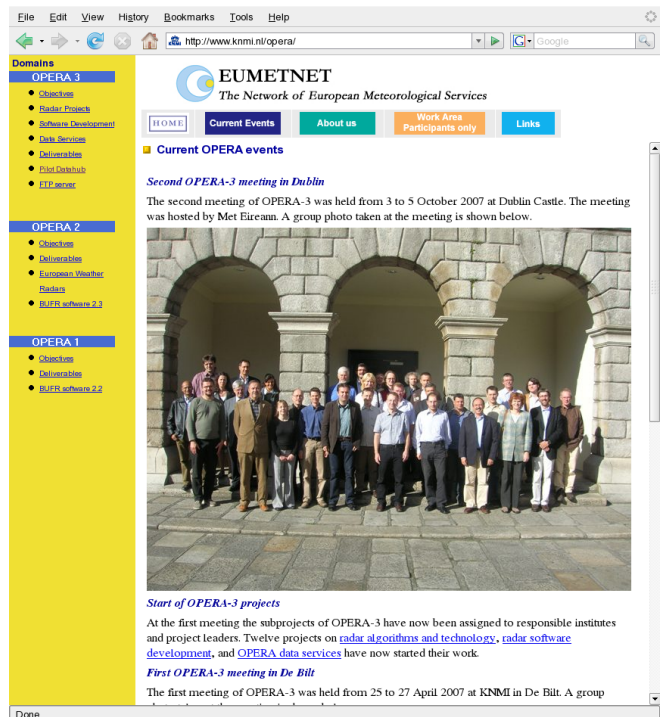 File Edit View History Bookmarks Tools Help
http://www.knmi.nl/opera/
G Google
Domains
OPERA 3
Objectives
Radar Projects
Software Development
Data Services
Deliverables
Pilot Datahub
FTP server
OPERA 2
Objectives
Deliverables
European Weather
Radars
BUFR software 2.3
OPERA 1
Objectives
Deliverables
BUFR software 2.2
EUMETNET
The Network of European Meteorological Services
HOME Current Events About us Work Area Participants only Links
Current OPERA events
Second OPERA-3 meeting in Dublin
The second meeting of OPERA-3 was held from 3 to 5 October 2007 at Dublin Castle. The meeting
was hosted by Met Eireann. A group photo taken at the meeting is shown below.
Start of OPERA-3 projects
At the first meeting the subprojects of OPERA-3 have now been assigned to responsible institutes
and project leaders. Twelve projects on radar algorithms and technology, radar software
development, and OPERA data services have now started their work.
First OPERA-3 meeting in De Bilt
The first meeting of OPERA-3 was held from 25 to 27 April 2007 at KNMI in De Bilt. A group
Done